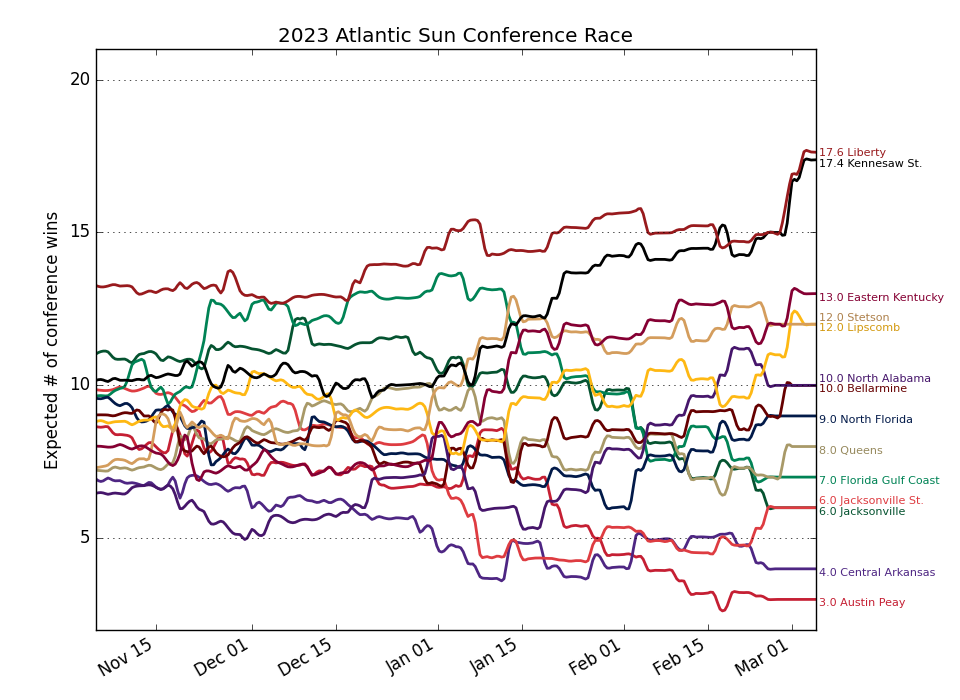 2023 Atlantic Sun Conference Race
Expected # of conference wins
20
15
10
5
17.6 Liberty
17.4 Kennesaw St.
13.0 Eastern Kentucky
12.0 Stetson
12.0 Lipscomb
10.0 North Alabama
10.0 Bellarmine
9.0 North Florida
8.0 Queens
7.0 Florida Gulf Coast
6.0 Jacksonville St.
6.0 Jacksonville
4.0 Central Arkansas
3.0 Austin Peay
Nov 15
Dec 01
Dec 15
Jan 01
Jan 15
Feb 01
Feb 15
Mar 01